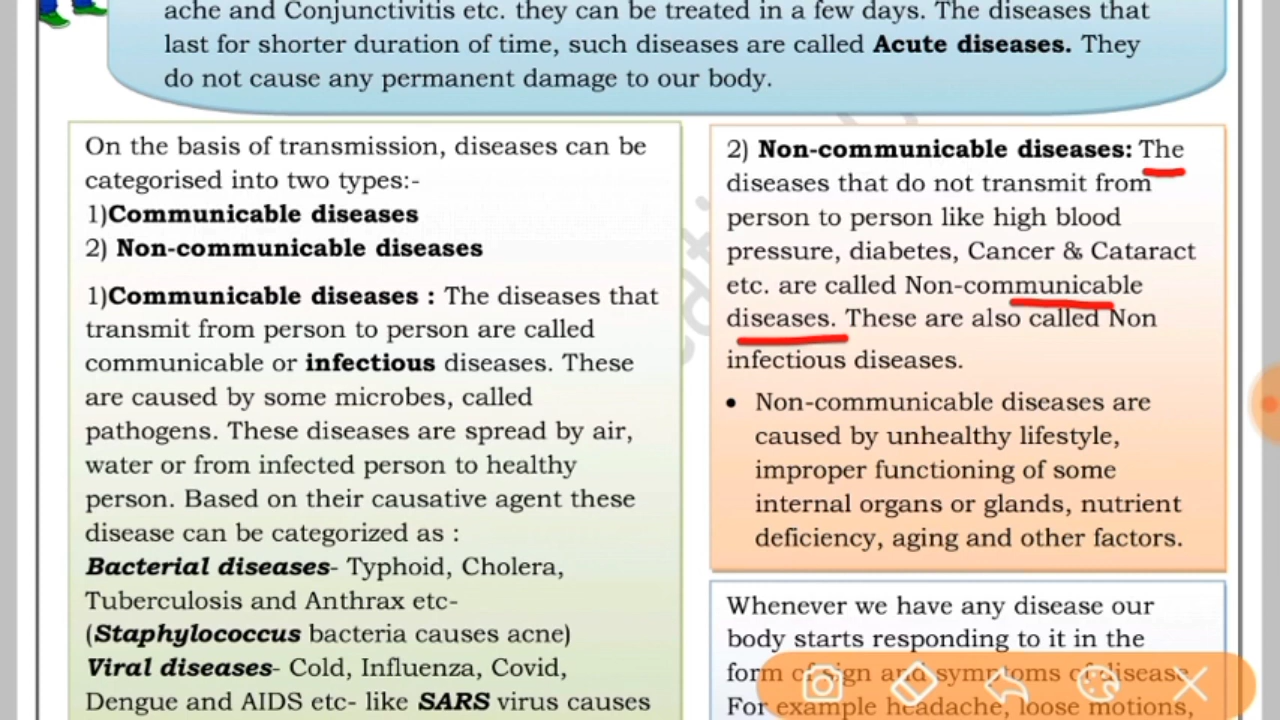 ache and Conjunctivitis etc. they can be treated in a few days. The diseases that
last for shorter duration of time, such diseases are called Acute diseases. They
do not cause any permanent damage to our body.
On the basis of transmission, diseases can be
categorised into two types:-
1)Communicable diseases
2) Non-communicable diseases
1)Communicable diseases : The diseases that
transmit from person to person are called
communicable or infectious diseases. These
are caused by some microbes, called
pathogens. These diseases are spread by air,
water or from infected person to healthy
person. Based on their causative agent these
disease can be categorized as :
Bacterial diseases- Typhoid, Cholera,
Tuberculosis and Anthrax etc-
(Staphylococcus bacteria causes acne)
Viral diseases- Cold, Influenza, Covid,
Dengue and AIDS etc- like SARS virus causes
2) Non-communicable diseases: The
diseases that do not transmit from
person to person like high blood
pressure, diabetes, Cancer & Cataract
etc. are called Non-communicable
diseases. These are also called Non
infectious diseases.
• Non-communicable diseases are
caused by unhealthy lifestyle,
improper functioning of some
internal organs or glands, nutrient
deficiency, aging and other factors.
Whenever we have any disease our
body starts responding to it in the
form of sign and symptoms of disease.
For example headache, loose motions,